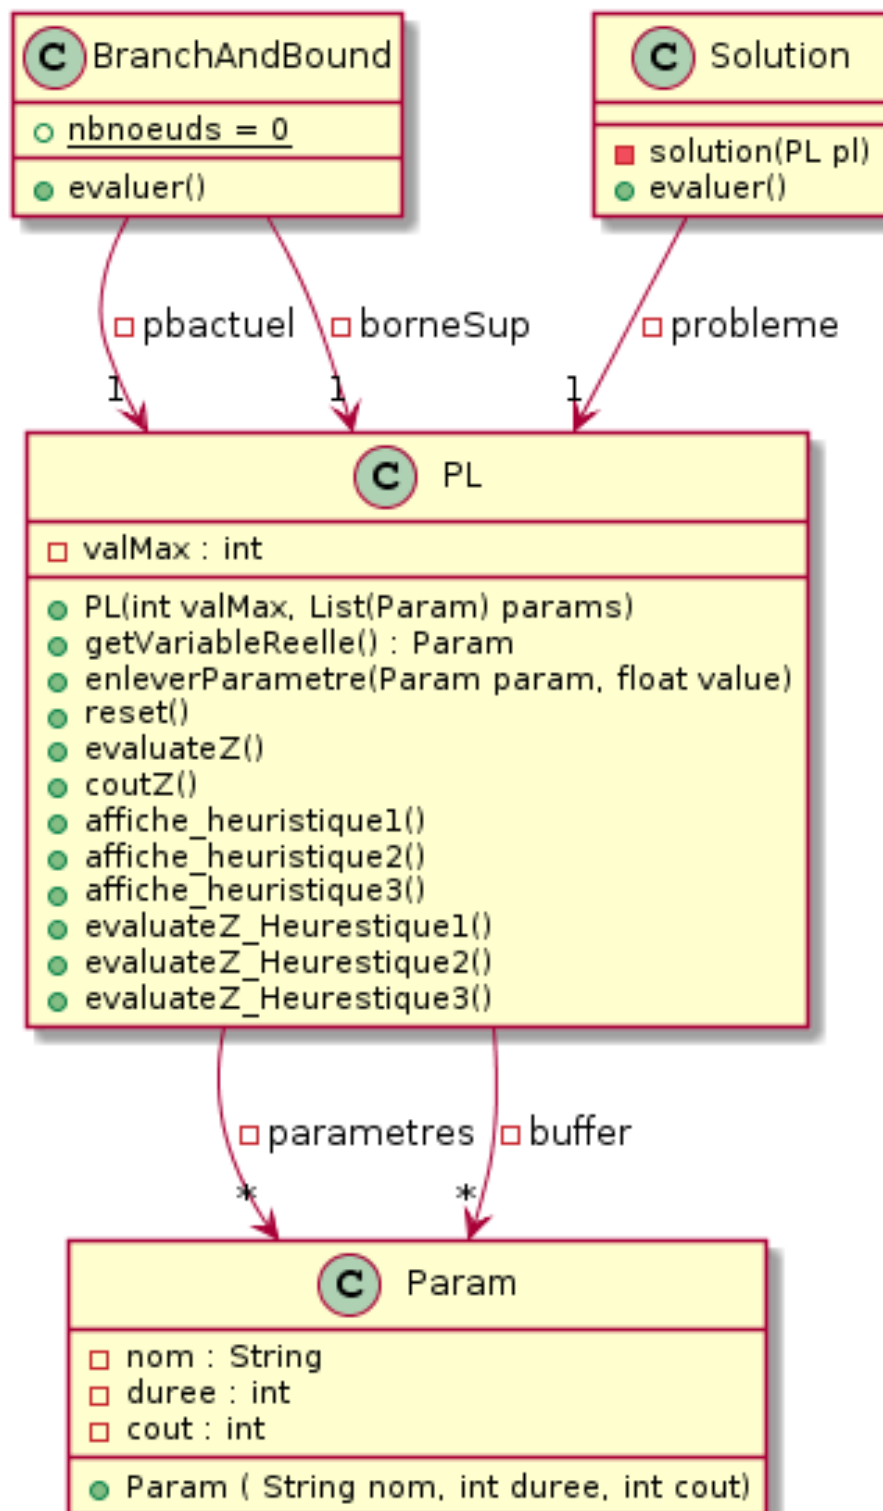 C BranchAndBound
nbnoeuds = 0
evaluer()
C Solution
solution(PL pl)
evaluer()
pbactuel
borneSup
probleme
1
1
1
C PL
valMax : int
PL(int valMax, List(Param) params)
getVariableReelle() : Param
enleverParametre(Param param, float value)
reset()
evaluateZ()
coutZ()
affiche_heuristique1()
affiche_heuristique2()
affiche_heuristique3()
evaluateZ_Heurestique1()
evaluateZ_Heurestique2()
evaluateZ_Heurestique3()
parametres
buffer
*
*
C Param
nom : String
duree : int
cout : int
Param ( String nom, int duree, int cout)